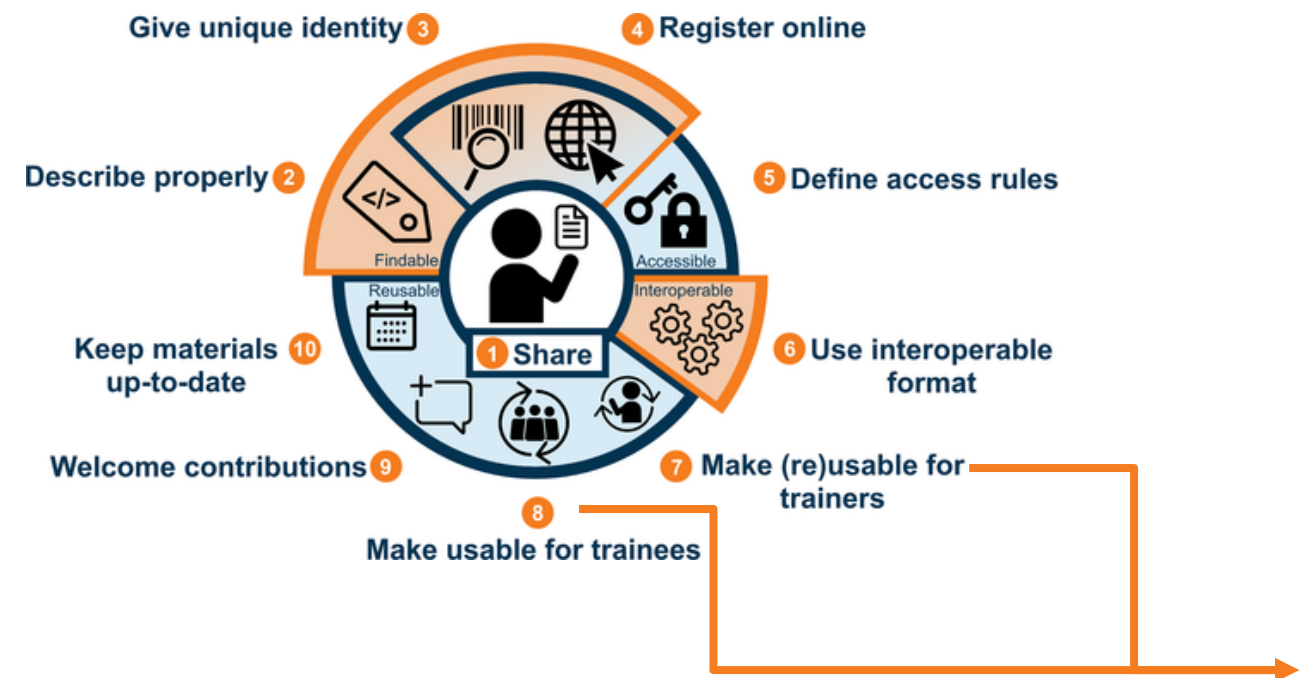 Give unique identity 3
4 Register online
Describe properly 2
5 Define access rules
</>
Findable
Accessible
Reusable
Interoperable
1 Share
Keep materials 10
up-to-date
6 Use interoperable
format
Welcome contributions 9
7 Make (re)usable for
trainers
8
Make usable for trainees